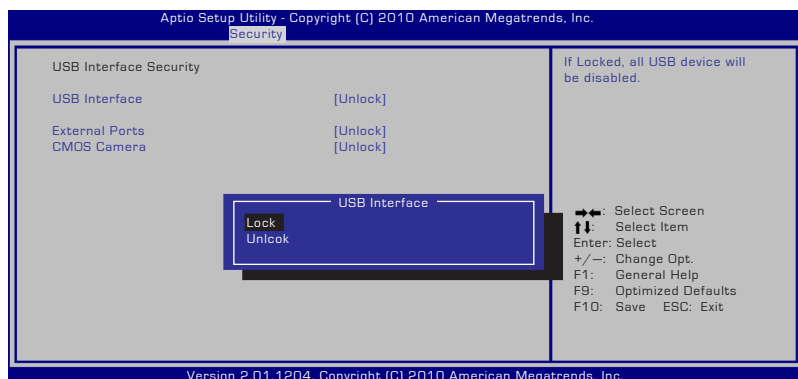 Aptio Setup Utility - Copyright (C) 2010 American Megatrends, Inc.
Security
USB Interface Security
USB Interface [Unlock]
External Ports [Unlock]
CMOS Camera [Unlock]
If Locked, all USB device will
be disabled.
USB Interface
Lock
Unlcok
→←: Select Screen
↑↓: Select Item
Enter: Select
+/—: Change Opt.
F1: General Help
F9: Optimized Defaults
F10: Save ESC: Exit
Version 2.01.1204. Copyright (C) 2010 American Megatrends, Inc.